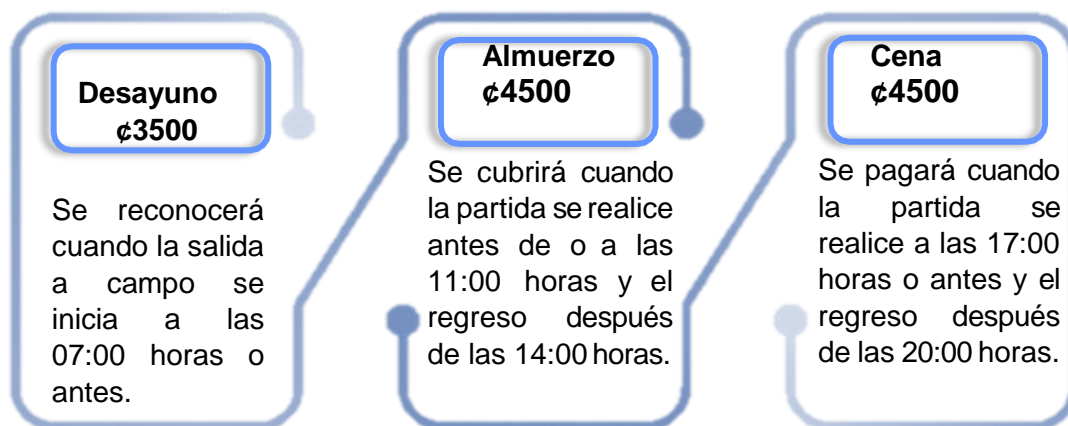 Desayuno
¢3500
Se reconocerá
cuando la salida
a campo se
inicia a las
07:00 horas o
antes.
Almuerzo
¢4500
Se cubrirá cuando
la partida se realice
antes de o a las
11:00 horas y el
regreso después
de las 14:00 horas.
Cena
¢4500
Se pagará cuando
la partida se
realice a las 17:00
horas o antes y el
regreso después
de las 20:00 horas.